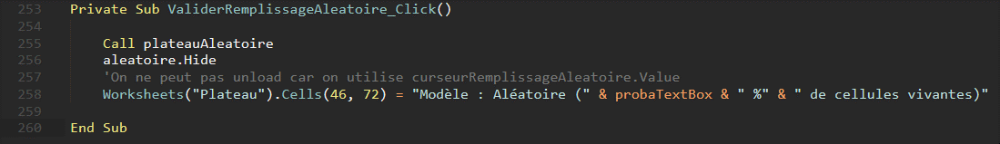 253 Private Sub ValiderRemplissageAleatoire_Click()
254
255 Call plateauAleatoire
256 aleatoire.Hide
257 'On ne peut pas unload car on utilise curseurRemplissageAleatoire.Value
258 Worksheets("Plateau").Cells(46, 72) = "Modèle : Aléatoire (" & probaTextBox & " %" & " de cellules vivantes)"
259
260 End Sub